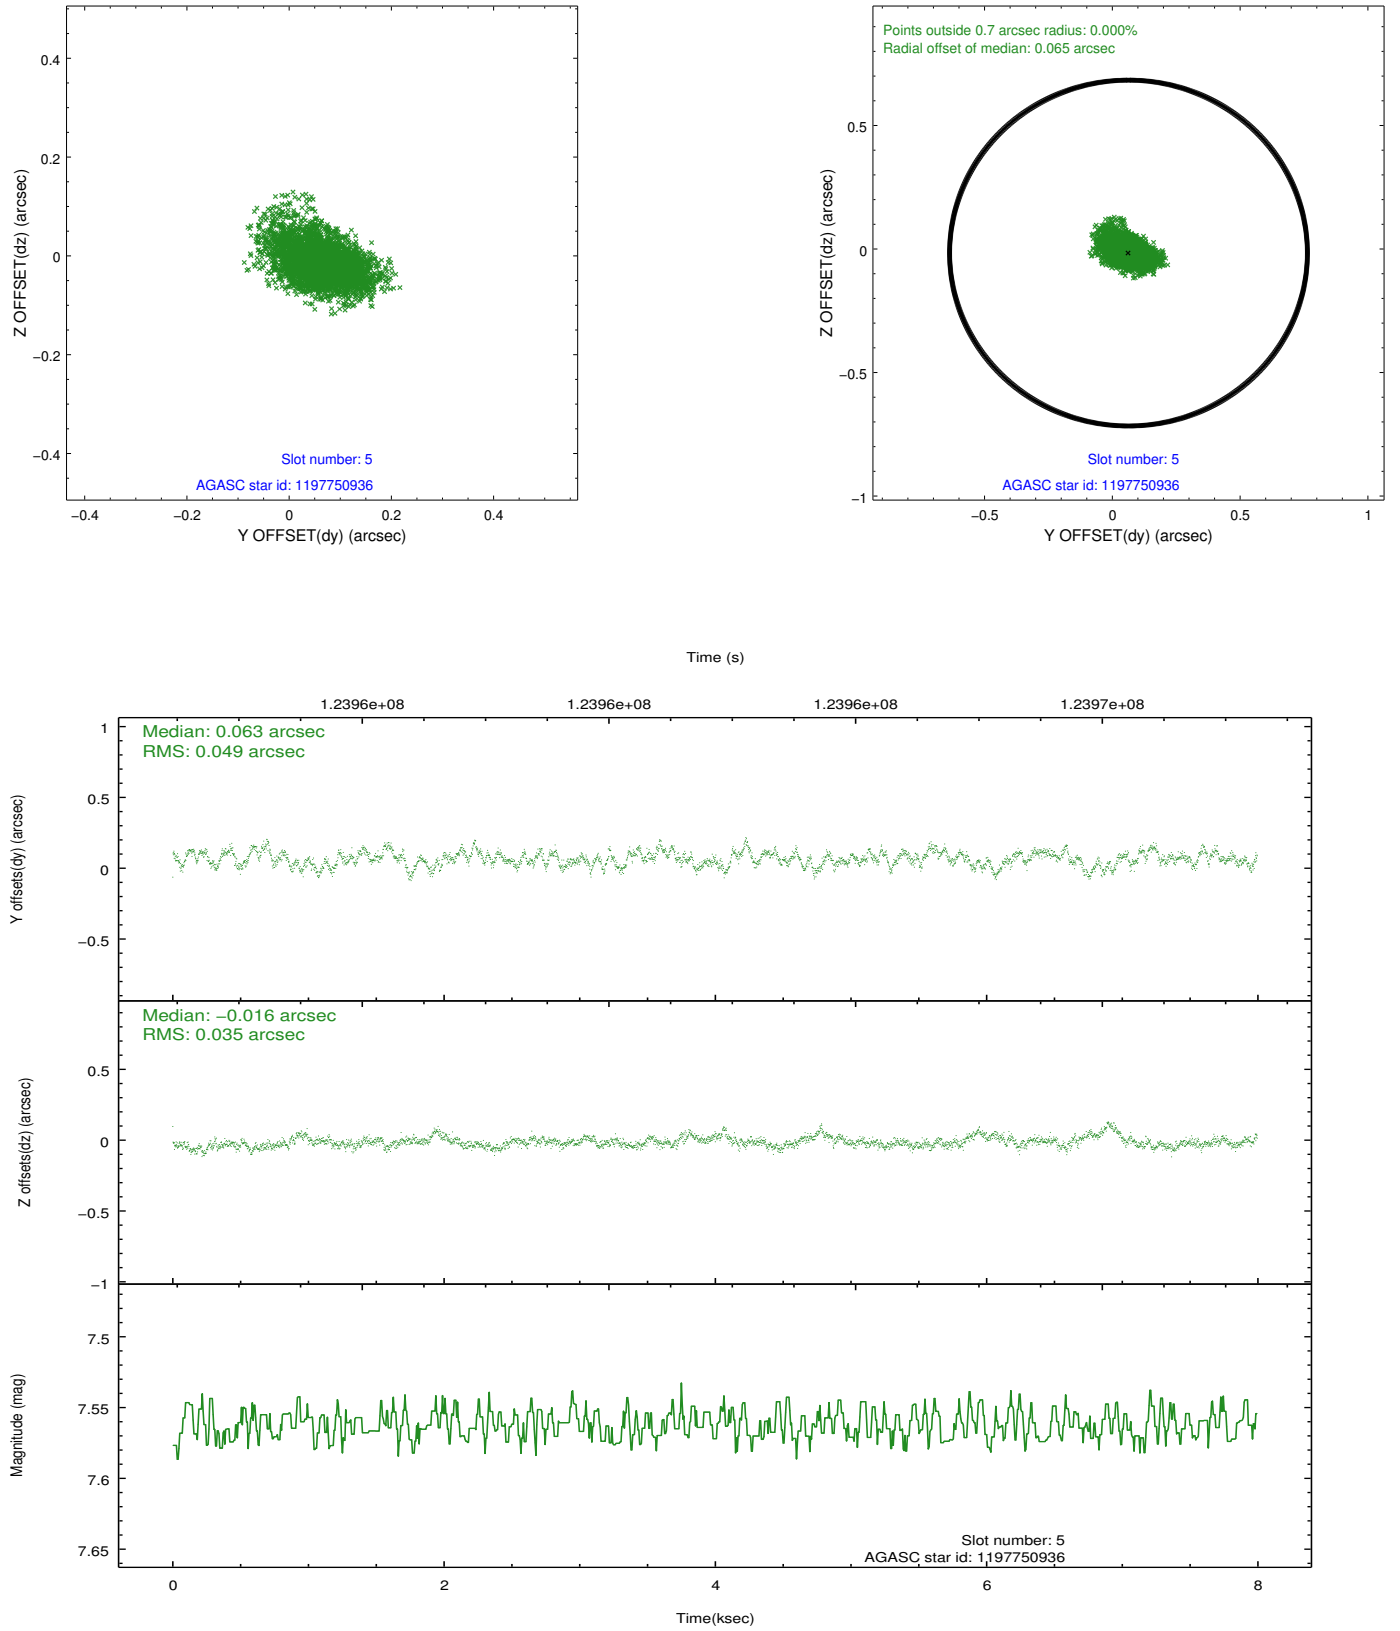 0.4
0.2
0
−0.2
−0.4
Z OFFSET(dz) (arcsec)
Slot number: 5
AGASC star id: 1197750936
−0.4 −0.2 0 0.2 0.4
Y OFFSET(dy) (arcsec)
Points outside 0.7 arcsec radius: 0.000%
Radial offset of median: 0.065 arcsec
0.5
0
−0.5
−1
Z OFFSET(dz) (arcsec)
Slot number: 5
AGASC star id: 1197750936
−0.5 0 0.5 1
Y OFFSET(dy) (arcsec)
Time (s)
1.2396e+08 1.2396e+08 1.2396e+08 1.2397e+08
Median: 0.063 arcsec
RMS: 0.049 arcsec
1
0.5
0
−0.5
Y offsets(dy) (arcsec)
Median: −0.016 arcsec
RMS: 0.035 arcsec
0.5
0
−0.5
−1
Z offsets(dz) (arcsec)
7.5
7.55
7.6
7.65
Magnitude (mag)
Slot number: 5
AGASC star id: 1197750936
0 2 4 6 8
Time(ksec)